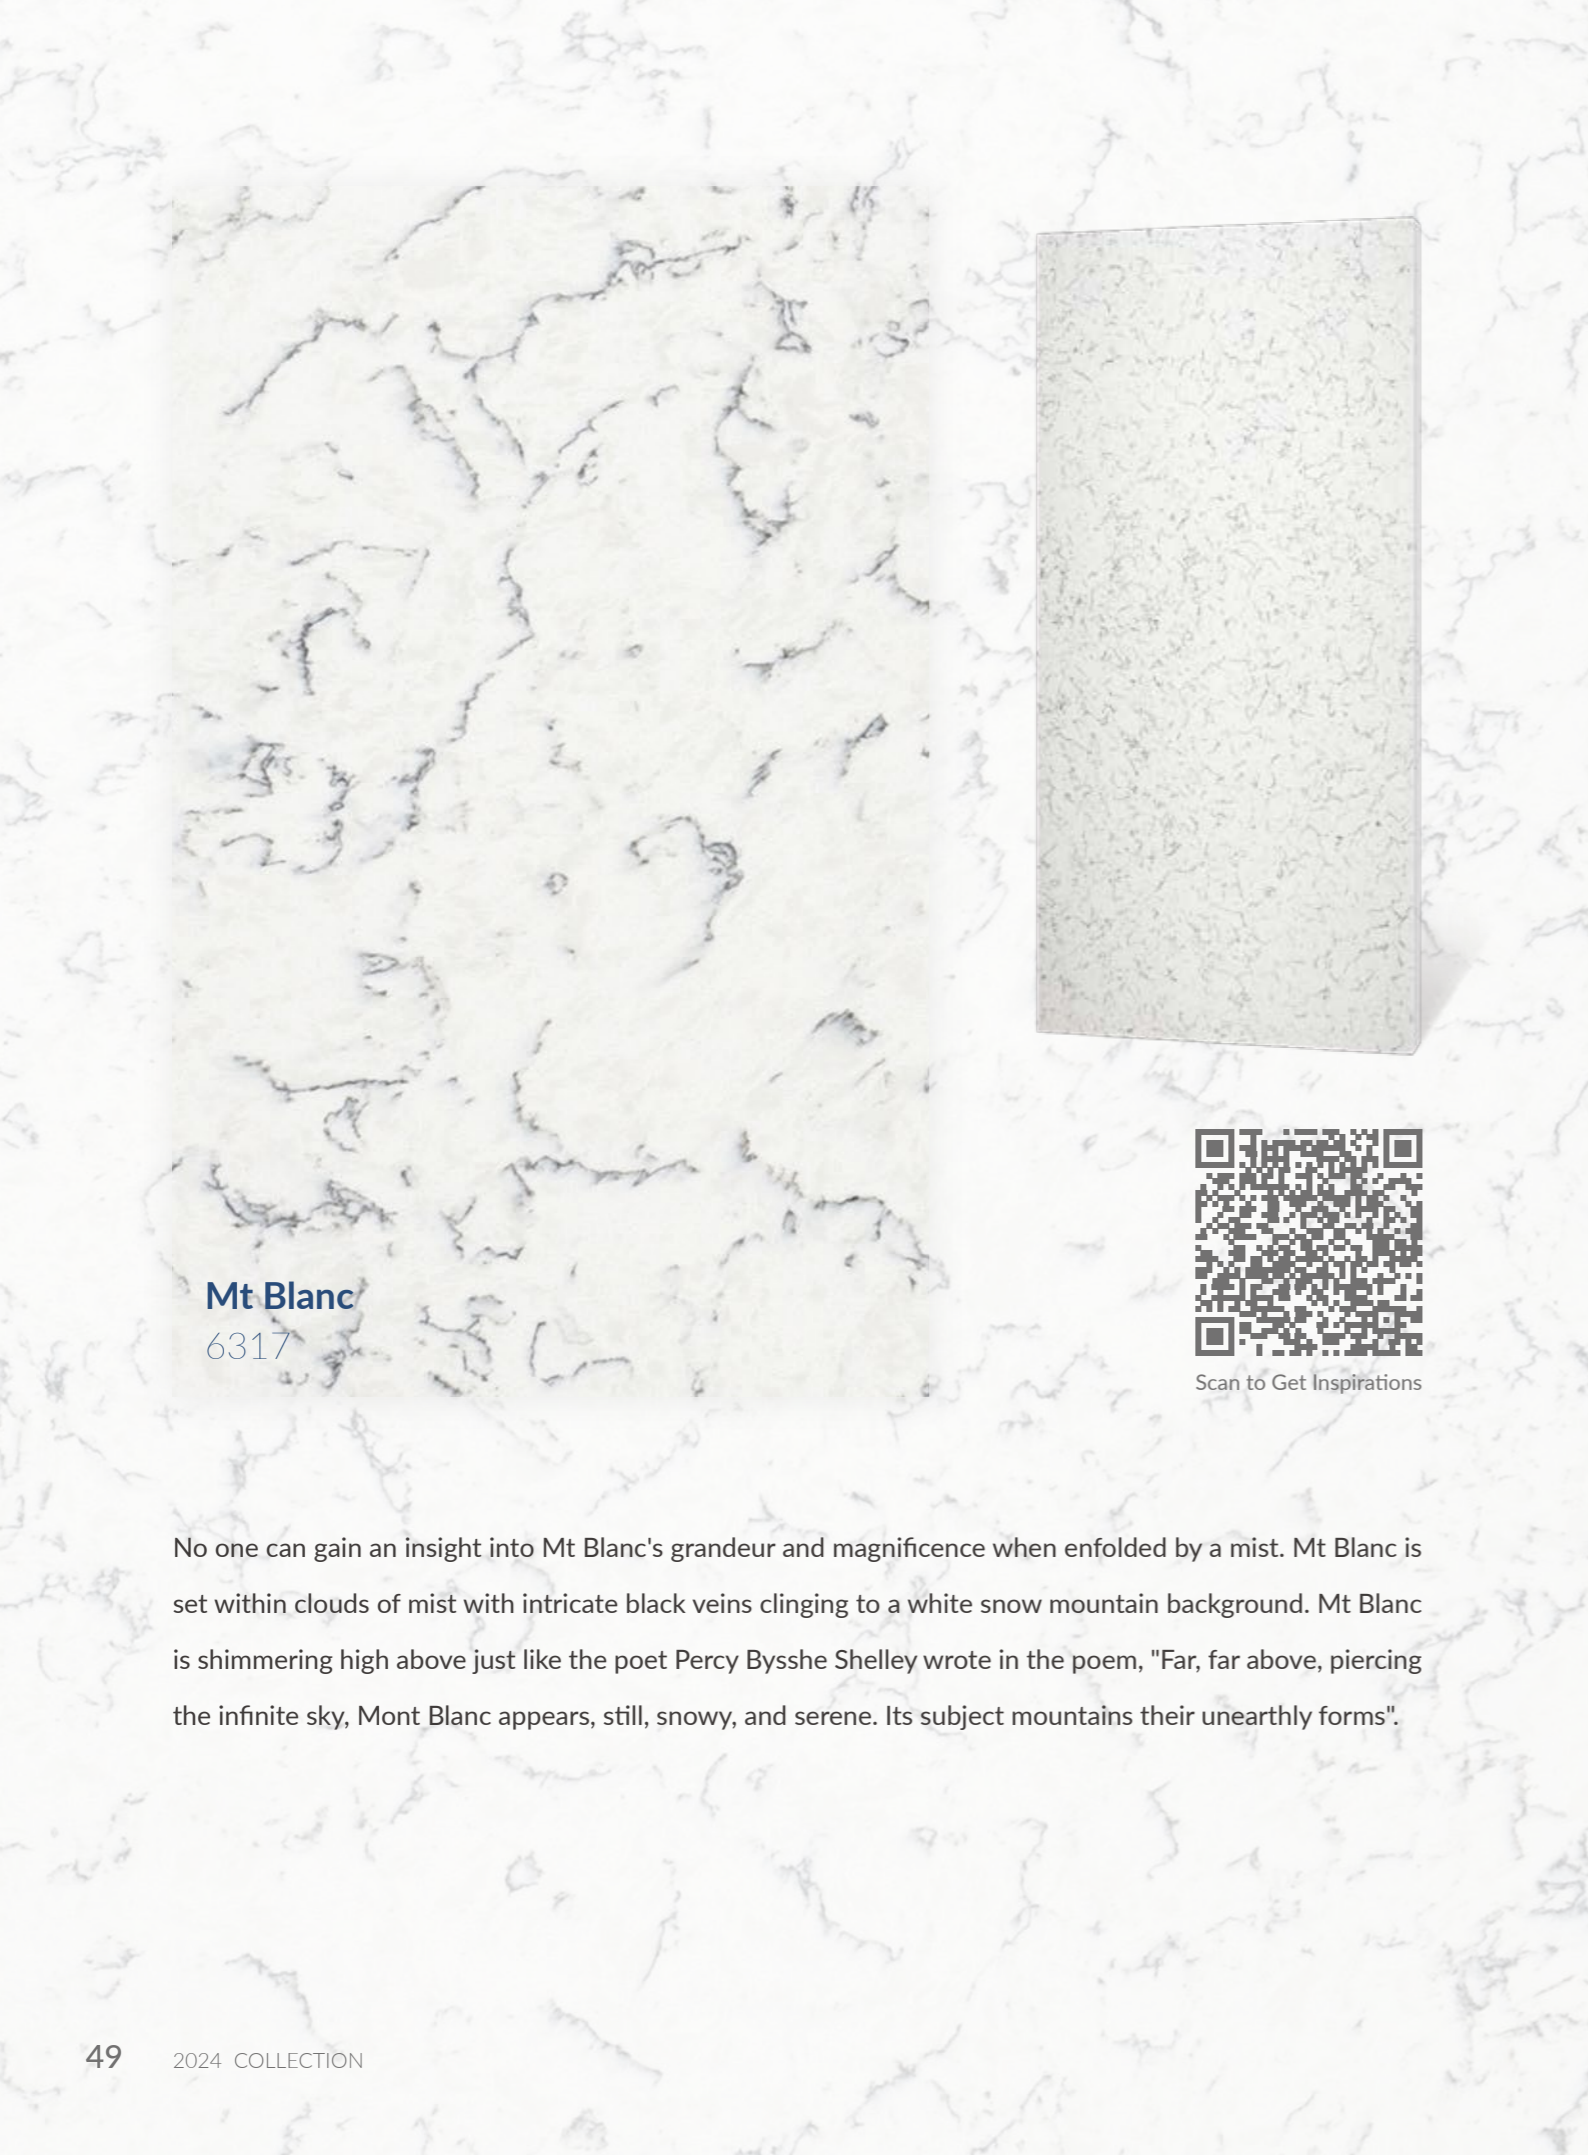 Mt Blanc
6317
Scan to Get Inspirations
No one can gain an insight into Mt Blanc's grandeur and magnificence when enfolded by a mist. Mt Blanc is
set within clouds of mist with intricate black veins clinging to a white snow mountain background. Mt Blanc
is shimmering high above just like the poet Percy Bysshe Shelley wrote in the poem, "Far, far above, piercing
the infinite sky, Mont Blanc appears, still, snowy, and serene. Its subject mountains their unearthly forms".
49 2024 COLLECTION